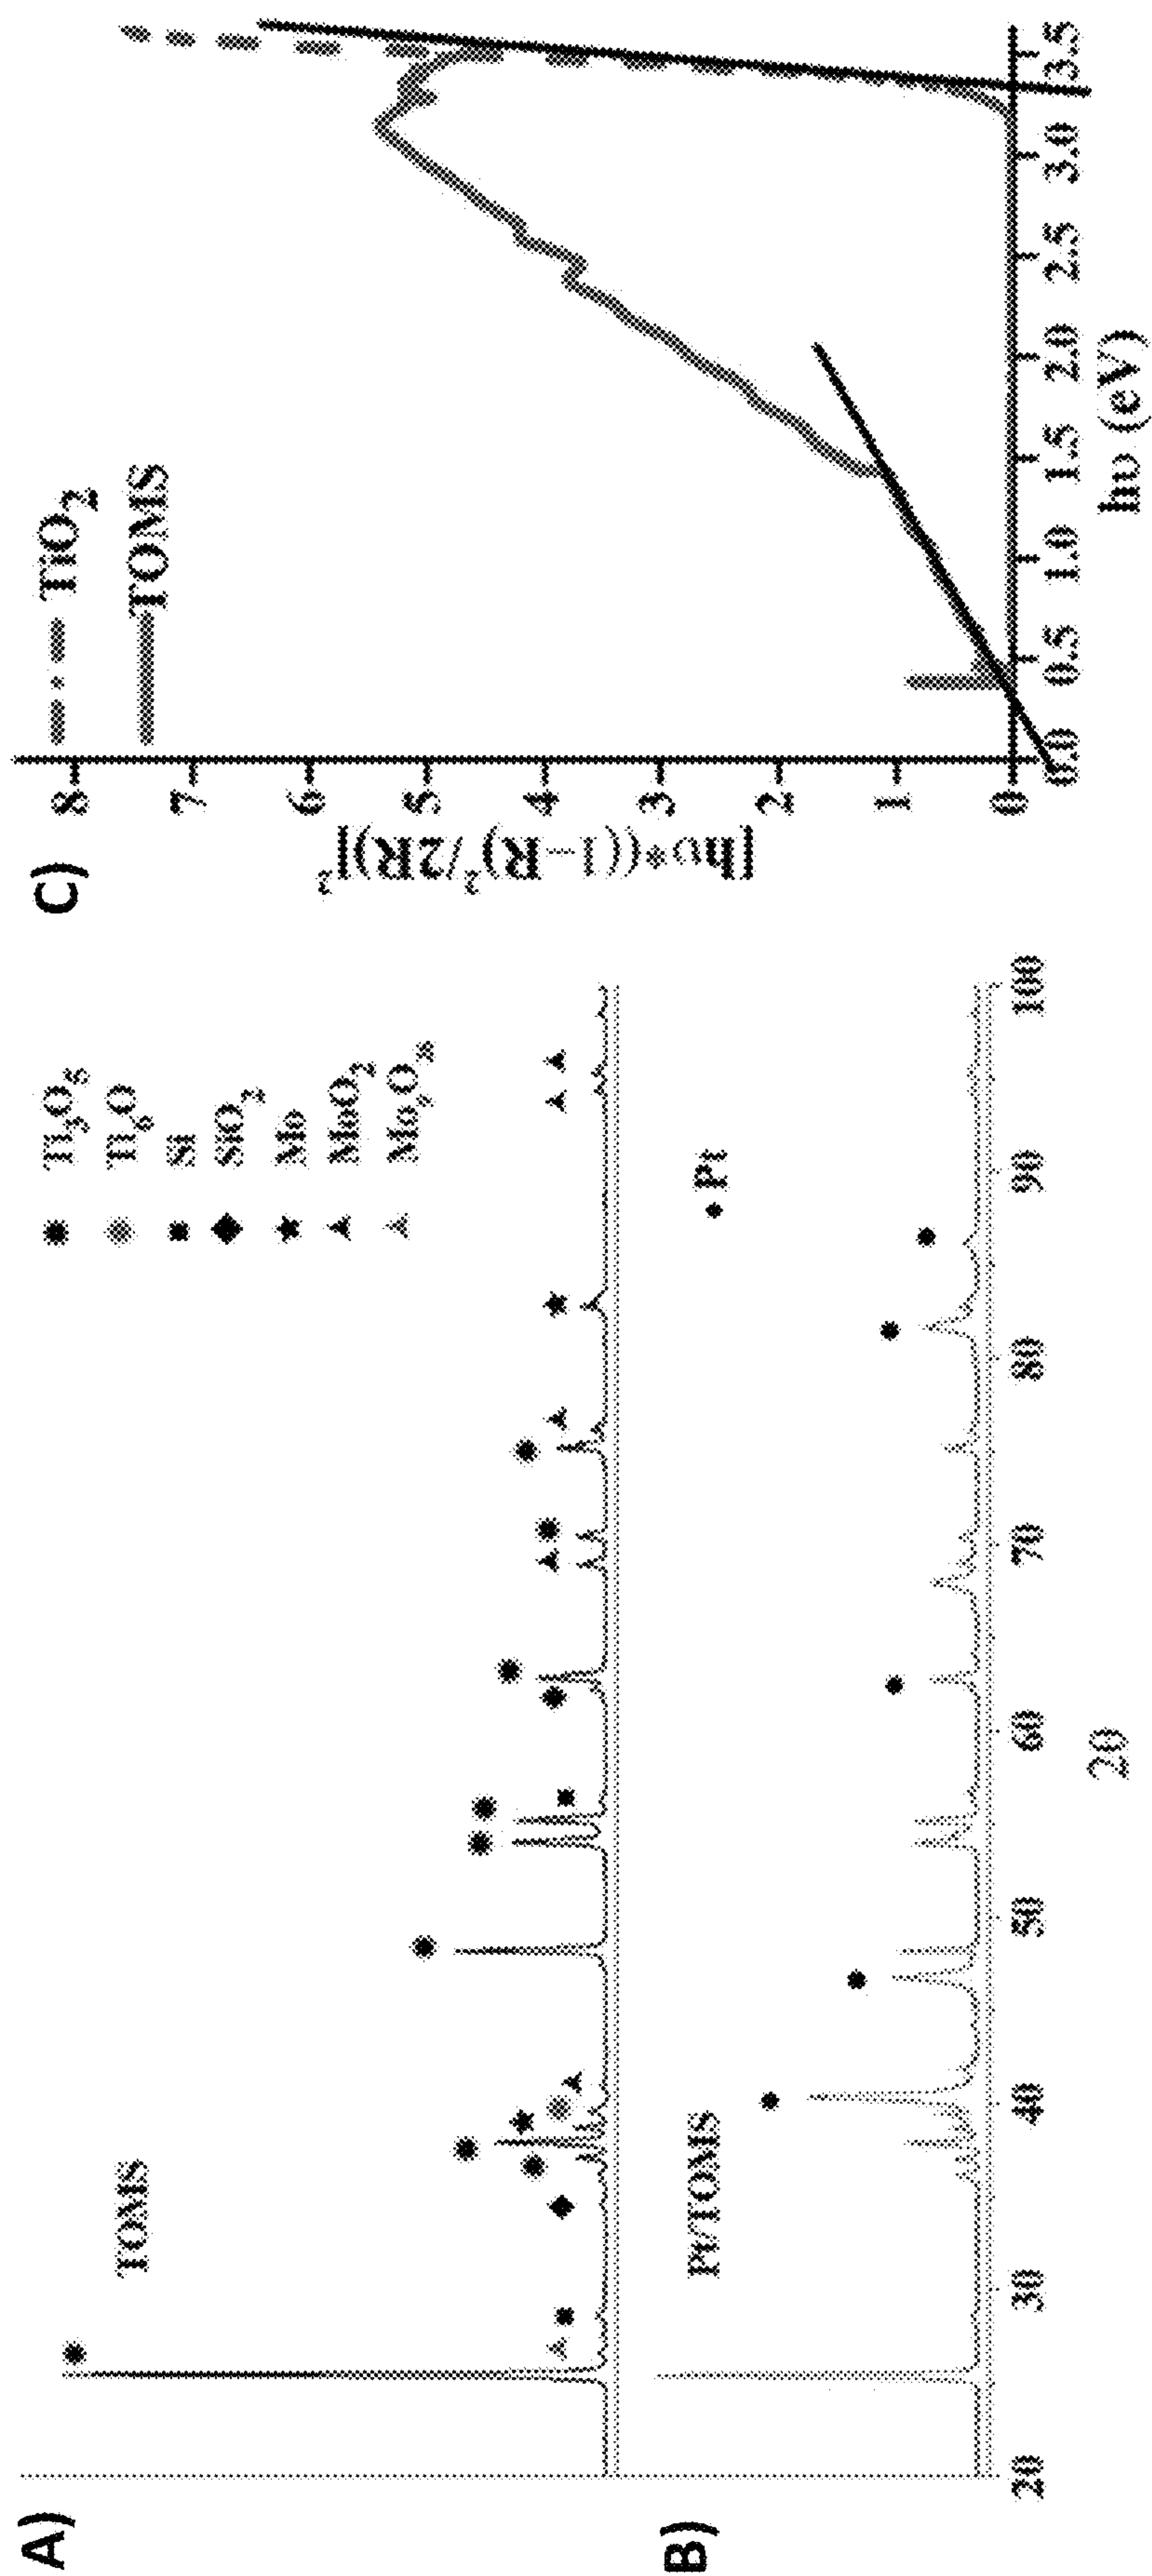 A)
TOMS
Ti₃O₅
Ti₆O
Si
SiO₂
Mo
MoO₂
B)
Pt/TOMS
Pt
20 30 40 50 60 70 80 90 100
2θ
C)
TiO₂
TOMS
[hυ*((1−R)²/2R)]²
8
7
6
5
4
3
2
1
0
0.0 0.5 1.0 1.5 2.0 2.5 3.0 3.5
hυ (eV)